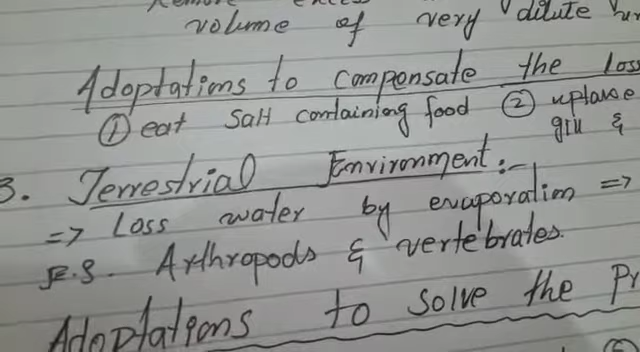 volume of very dilute
Adoptations to compensate the loss
① eat salt containing food ② uptake
gill &
3. Terrestrial Environment:-
=> Loss water by evaporation =>
E.g. Arthropods & vertebrates.
Adoptations to solve the Pr